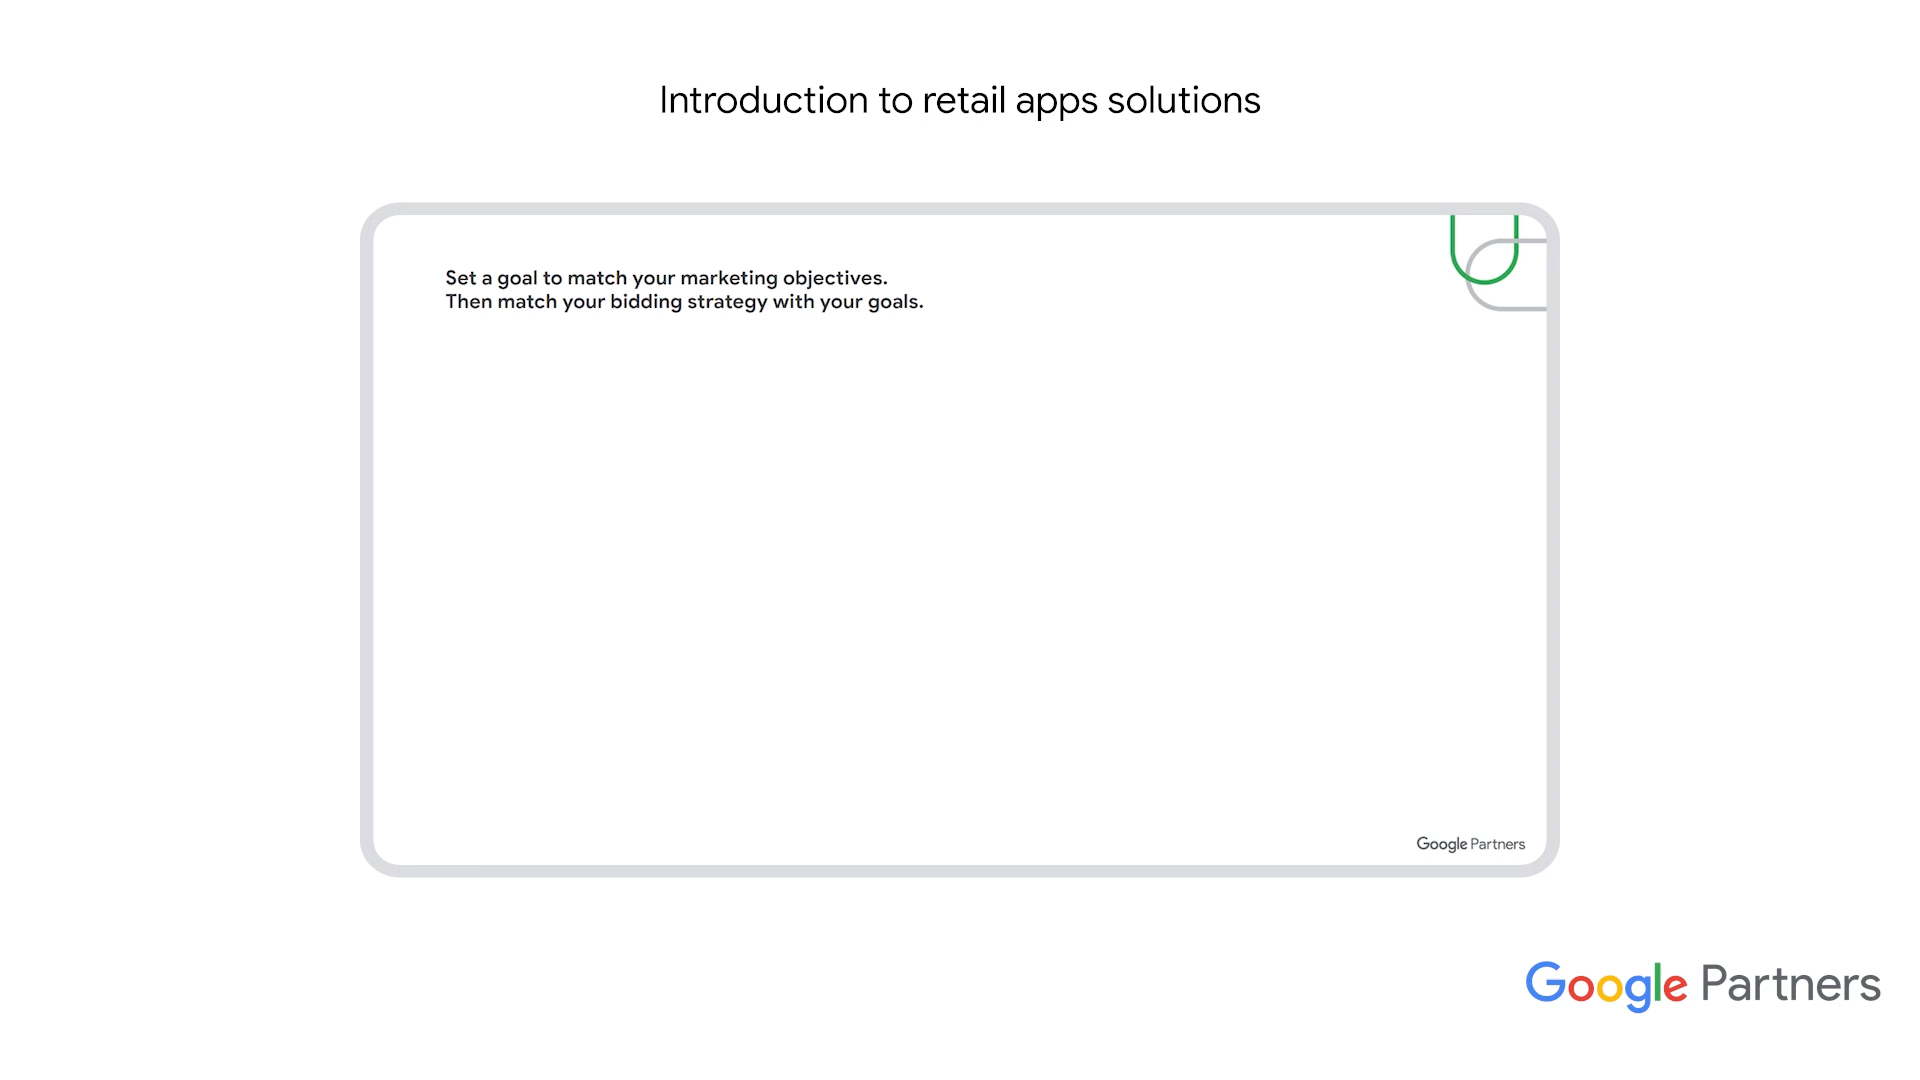 Introduction to retail apps solutions
Set a goal to match your marketing objectives.
Then match your bidding strategy with your goals.
Google Partners
Google Partners